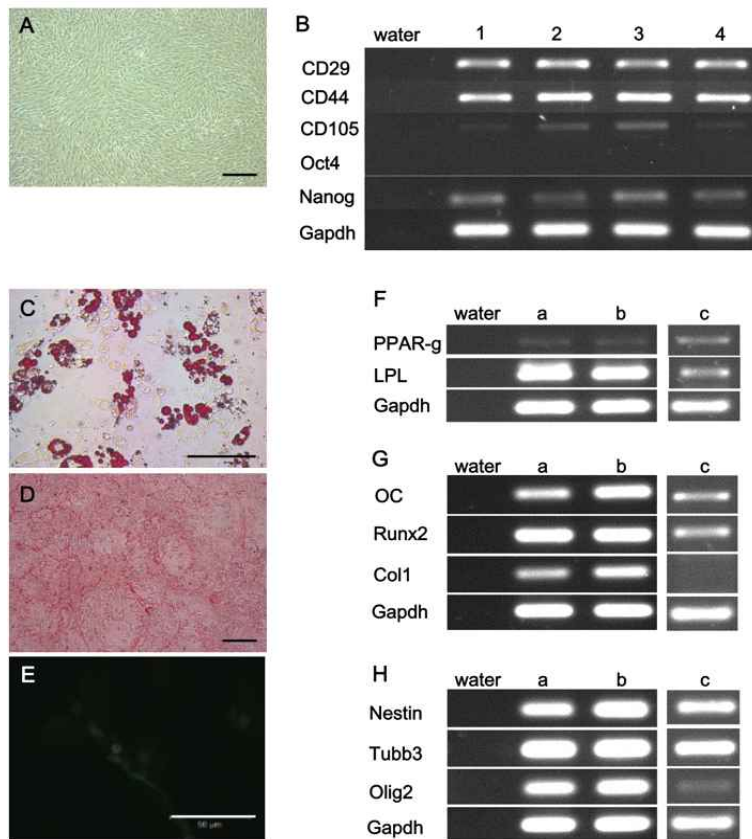 A
B
water 1 2 3 4
CD29
CD44
CD105
Oct4
Nanog
Gapdh
C
D
E
F
water a b c
PPAR-g
LPL
Gapdh
G
water a b c
OC
Runx2
Col1
Gapdh
H
water a b c
Nestin
Tubb3
Olig2
Gapdh